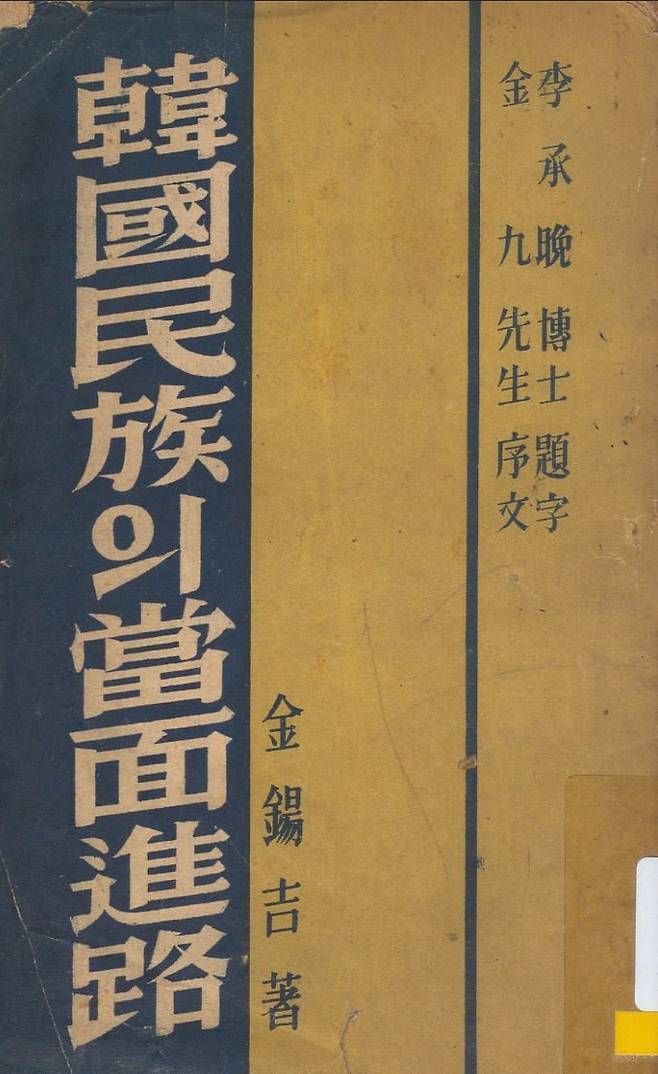 李承晩博士題字
金九先生序文
金錫吉著
韓國民族의當面進路